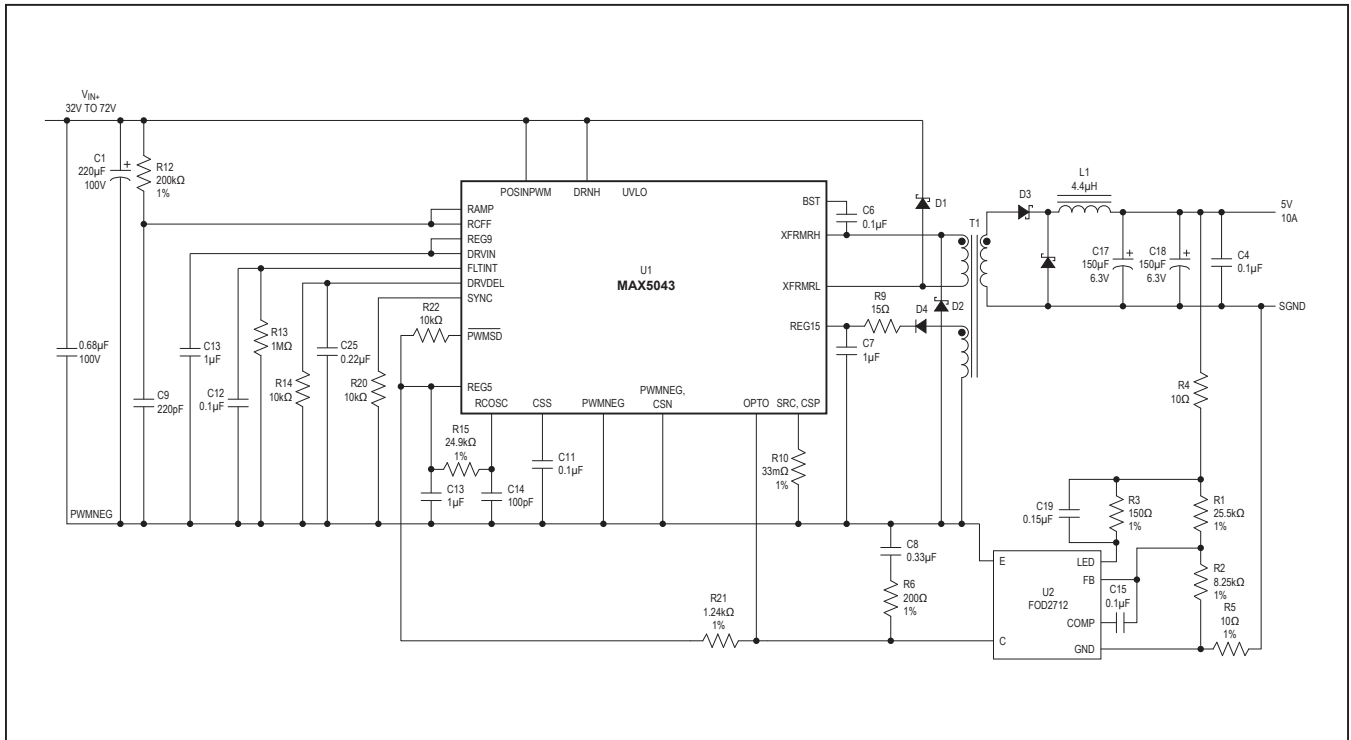 VIN+
32V TO 72V
C1
220µF
100V
+
R12
200kΩ
1%
0.68µF
100V
C9
220pF
C13
1µF
C12
0.1µF
R13
1MΩ
R14
10kΩ
C25
0.22µF
R20
10kΩ
R22
10kΩ
PWMNEG
POSINPWM
DRNH
UVLO
RAMP
RCFF
REG9
DRVIN
FLTINT
DRVDEL
SYNC
PWMSD
REG5
RCOSC
CSS
PWMNEG
PWMNEG,
CSN
OPTO
SRC, CSP
U1
MAX5043
BST
XFRMRH
XFRMRL
REG15
R15
24.9kΩ
1%
C13
1µF
C14
100pF
C11
0.1µF
R10
33mΩ
1%
C6
0.1µF
D1
D2
R9
15Ω
D4
C7
1µF
T1
D3
L1
4.4µH
C17
150µF
6.3V
+
C18
150µF
6.3V
+
C4
0.1µF
5V
10A
SGND
R4
10Ω
C19
0.15µF
R3
150Ω
1%
R1
25.5kΩ
1%
R2
8.25kΩ
1%
C15
0.1µF
R5
10Ω
1%
E
C
U2
FOD2712
LED
FB
COMP
GND
C8
0.33µF
R6
200Ω
1%
R21
1.24kΩ
1%